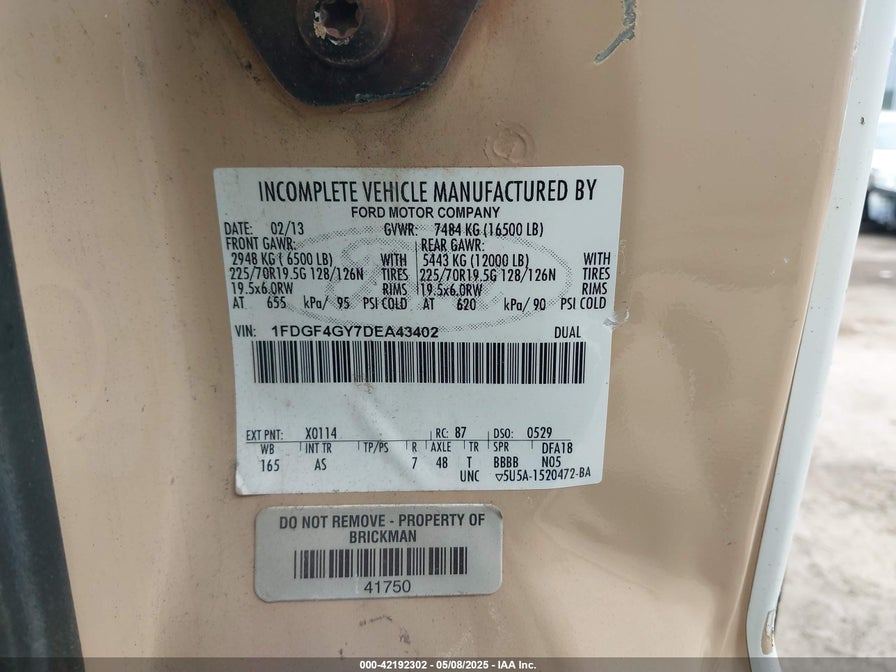 INCOMPLETE VEHICLE MANUFACTURED BY
FORD MOTOR COMPANY
DATE: 02/13 GVWR: 7484 KG (16500 LB)
FRONT GAWR: REAR GAWR:
2948 KG ( 6500 LB) WITH 5443 KG (12000 LB) WITH
225/70R19.5G 128/126N TIRES 225/70R19.5G 128/126N TIRES
19.5x6.0RW RIMS 19.5x6.0RW RIMS
AT 655 kPa/ 95 PSI COLD AT 620 kPa/ 90 PSI COLD
VIN: 1FDGF4GY7DEA43402 DUAL
EXT PNT: X0114 RC: 87 DSO: 0529
WB INT TR TP/PS R AXLE TR SPR DFA18
165 AS 7 48 T BBBB N05
UNC ▽5U5A-1520472-BA
DO NOT REMOVE - PROPERTY OF
BRICKMAN
41750
000-42192302 - 05/08/2025 - IAA Inc.